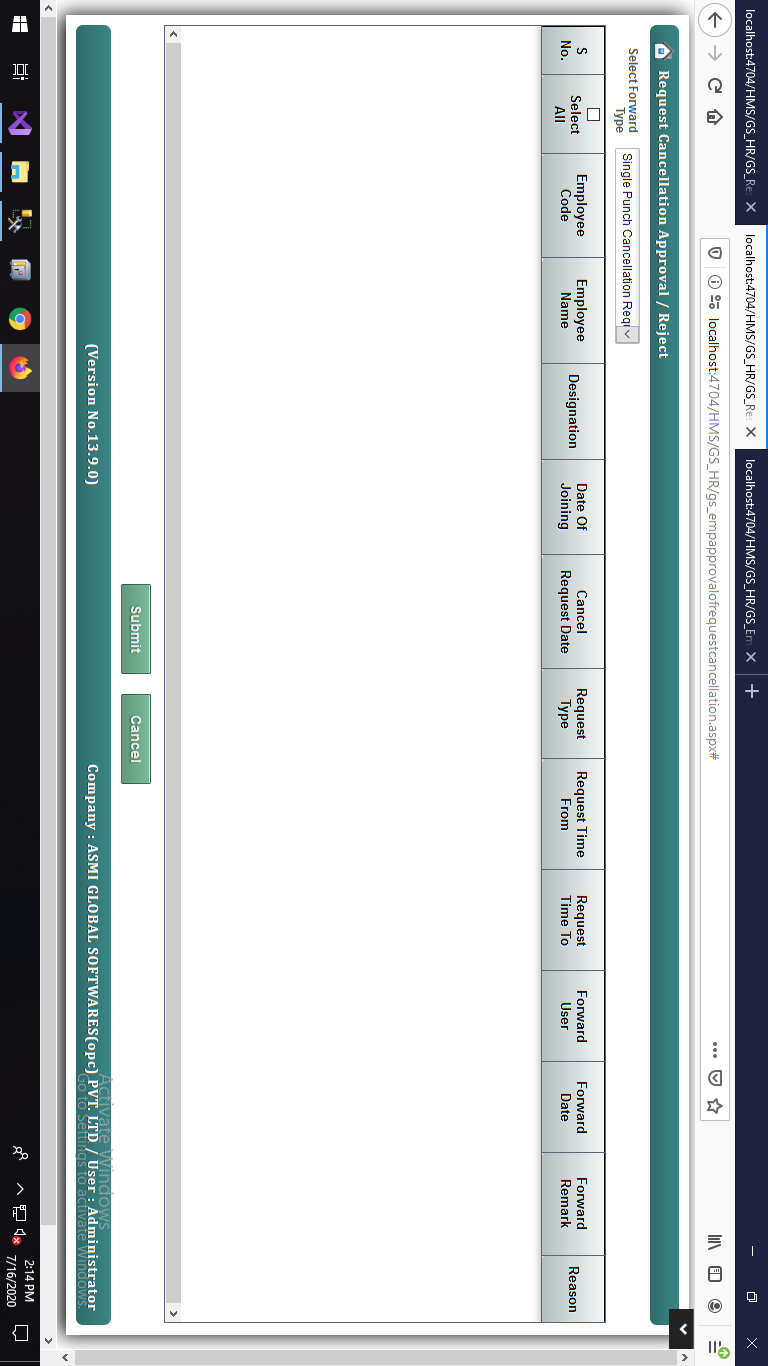 localhost:4704/HMS/GS_HR/GS_Re
localhost:4704/HMS/GS_HR/GS_Re
localhost:4704/HMS/GS_HR/GS_Em
localhost:4704/HMS/GS_HR/gs_empapprovalofrequestcancellation.aspx#
Request Cancellation Approval / Reject
Select Forward
Type
Single Punch Cancellation Requ
S
No.
Select
All
Employee
Code
Employee
Name
Designation
Date Of
Joining
Cancel
Request Date
Request
Type
Request Time
From
Request
Time To
Forward
User
Forward
Date
Forward
Remark
Reason
Submit
Cancel
(Version No.13.9.0)
Company : ASMI GLOBAL SOFTWARES(opc) PVT. LTD / User : Administrator
Activate Windows
Go to Settings to activate Windows.
2:14 PM
7/16/2020